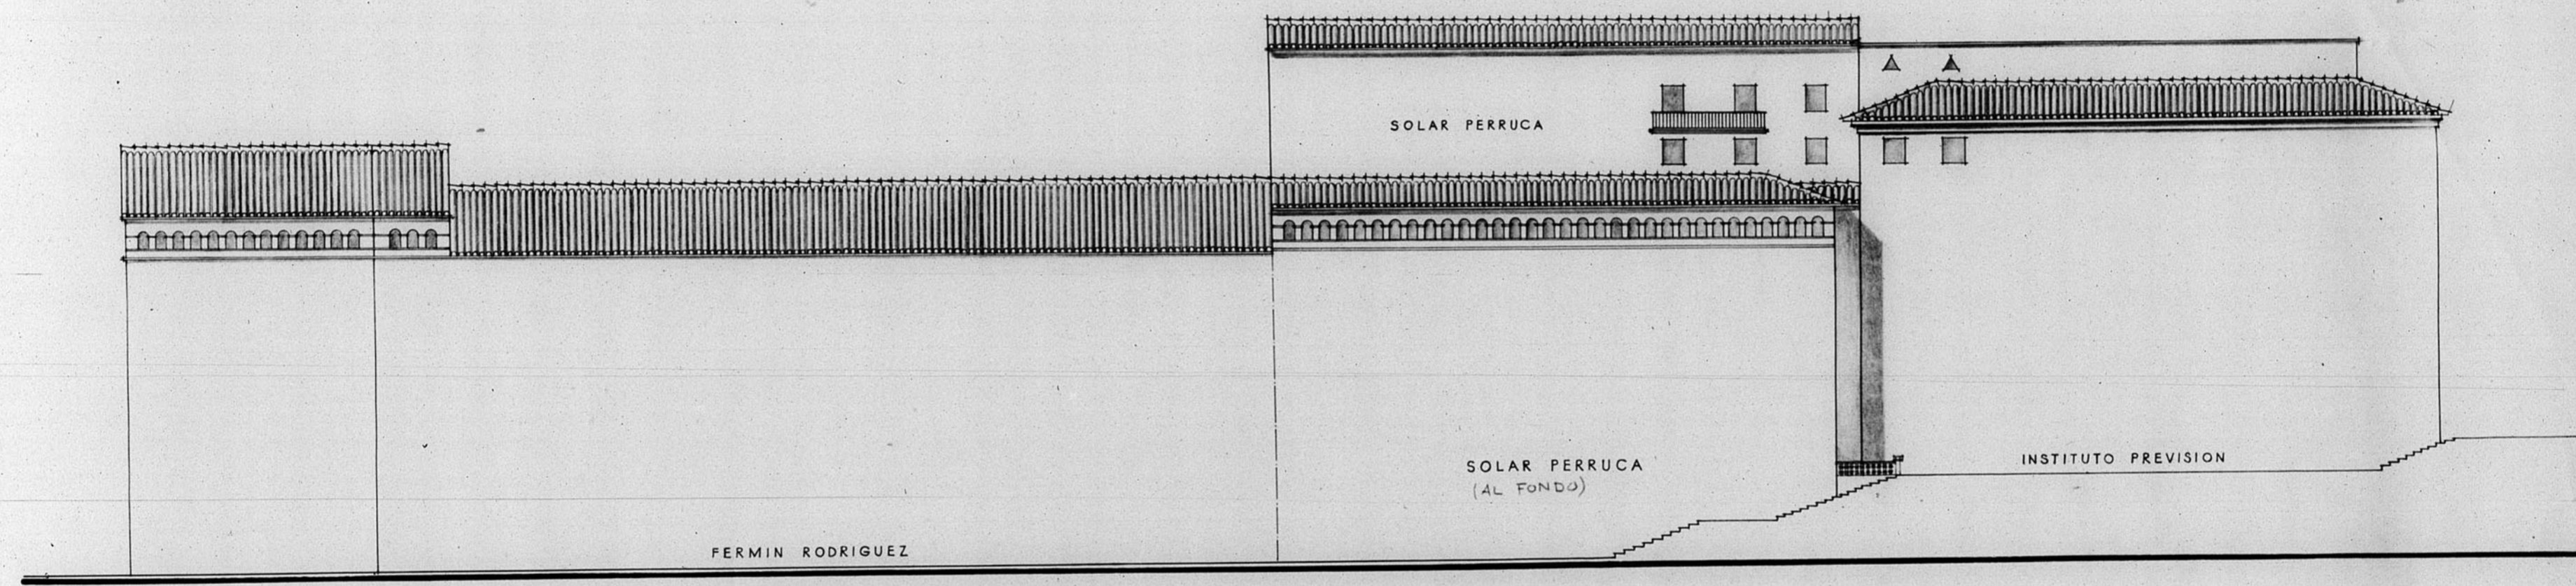 SOLAR PERRUCA
SOLAR PERRUCA
(AL FONDO)
INSTITUTO PREVISION
FERMIN RODRIGUEZ